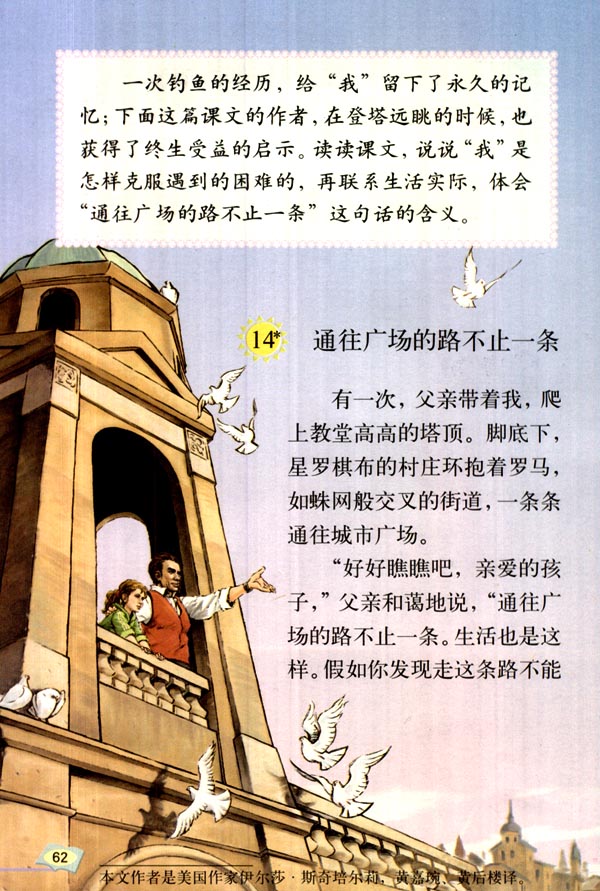 一次钓鱼的经历，给“我”留下了永久的记
忆；下面这篇课文的作者，在登塔远眺的时候，也
获得了终生受益的启示。读读课文，说说“我”是
怎样克服遇到的困难的，再联系生活实际，体会
“通往广场的路不止一条”这句话的含义。
14* 通往广场的路不止一条
有一次，父亲带着我，爬
上教堂高高的塔顶。脚底下，
星罗棋布的村庄环抱着罗马，
如蛛网般交叉的街道，一条条
通往城市广场。
“好好瞧瞧吧，亲爱的孩
子，”父亲和蔼地说，“通往广
场的路不止一条。生活也是这
样。假如你发现走这条路不能
62
本文作者是美国作家伊尔莎·斯奇培尔莉，黄嘉琬、黄后楼译。